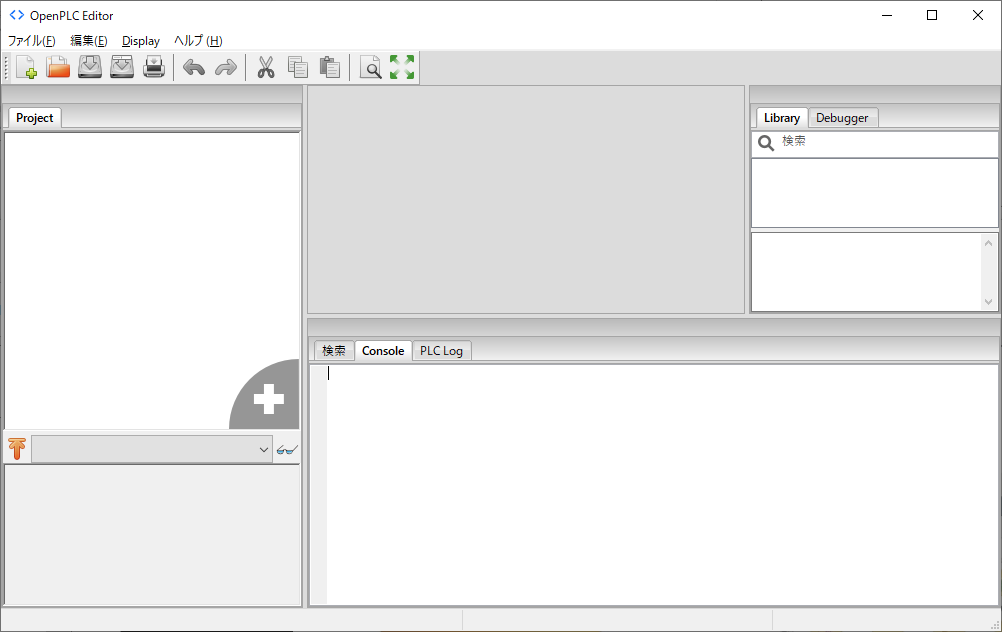 OpenPLC Editor
ファイル(F) 編集(E) Display ヘルプ(H)
Project
Library Debugger
検索
検索 Console PLC Log